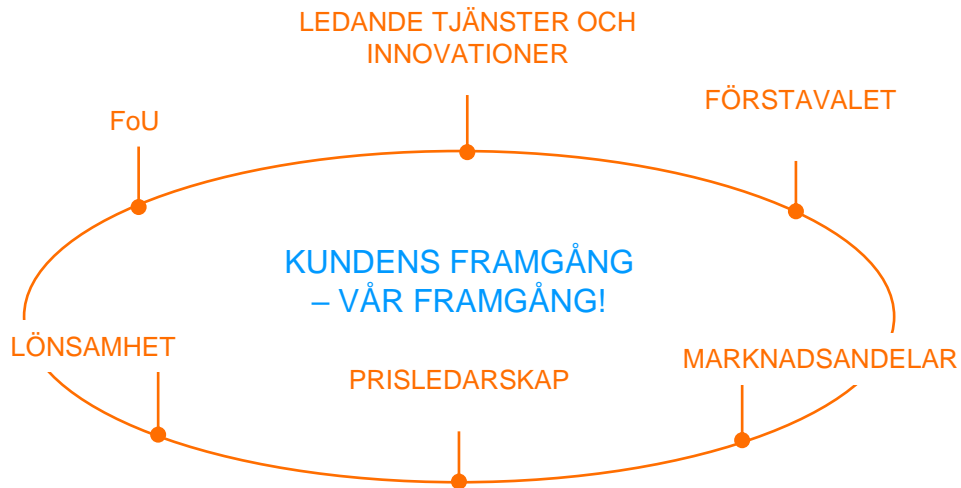 LEDANDE TJÄNSTER OCH
INNOVATIONER
FÖRSTAVALET
FoU
KUNDENS FRAMGÅNG
– VÅR FRAMGÅNG!
LÖNSAMHET
MARKNADSANDELAR
PRISLEDARSKAP